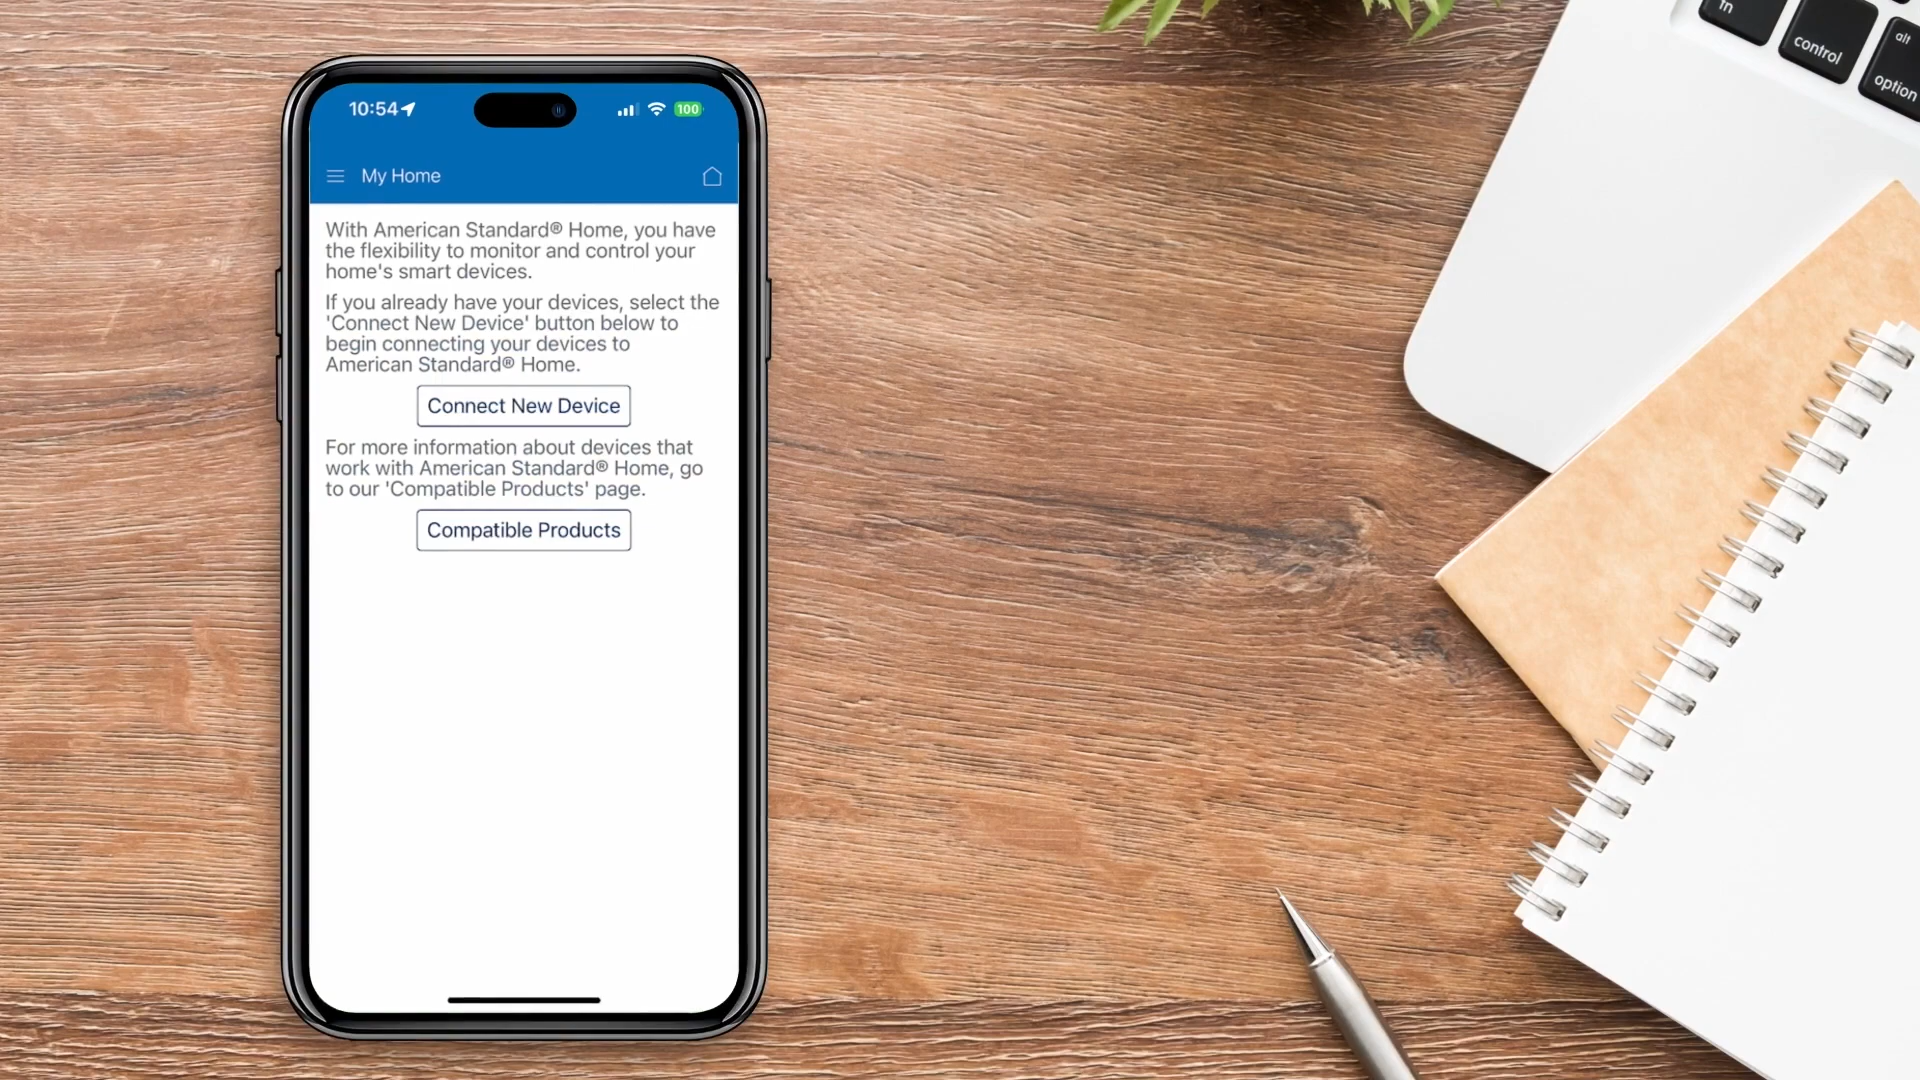 10:54
100
My Home
With American Standard® Home, you have
the flexibility to monitor and control your
home's smart devices.
If you already have your devices, select the
'Connect New Device' button below to
begin connecting your devices to
American Standard® Home.
Connect New Device
For more information about devices that
work with American Standard® Home, go
to our 'Compatible Products' page.
Compatible Products
fn
control
alt
option